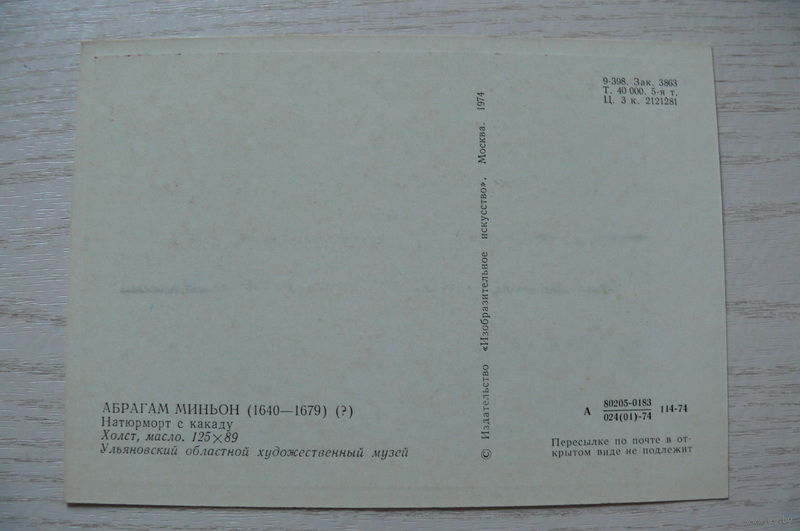 9-398. Зак. 3863
Т. 40 000. 5-я т.
Ц. 3 к. 2121281
© Издательство «Изобразительное искусство». Москва. 1974
АБРАГАМ МИНЬОН (1640—1679) (?)
Натюрморт с какаду
Холст, масло. 125×89
Ульяновский областной художественный музей
А 80205-0183
024(01)-74 114-74
Пересылке по почте в от-
крытом виде не подлежит